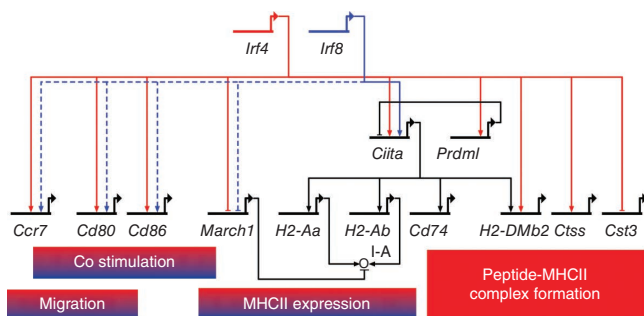 Irf4 Irf8
Ciita Prdml
Ccr7 Cd80 Cd86 March1 H2-Aa H2-Ab Cd74 H2-DMb2 Ctss Cst3
I-A
Co stimulation
Peptide-MHCII
complex formation
Migration
MHCII expression